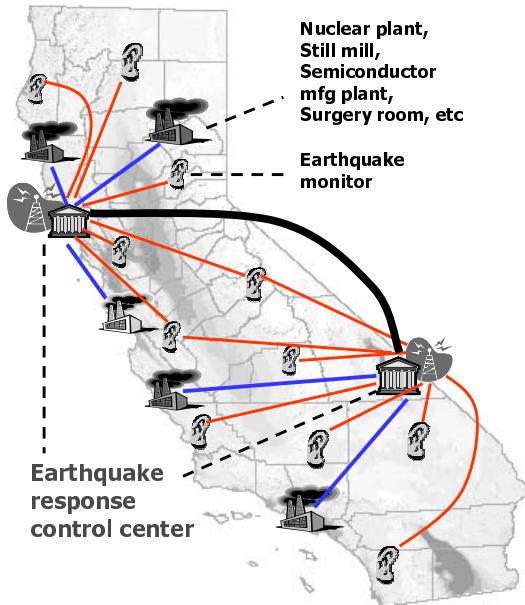 Nuclear plant,
Still mill,
Semiconductor
mfg plant,
Surgery room, etc
Earthquake
monitor
Earthquake
response
control center